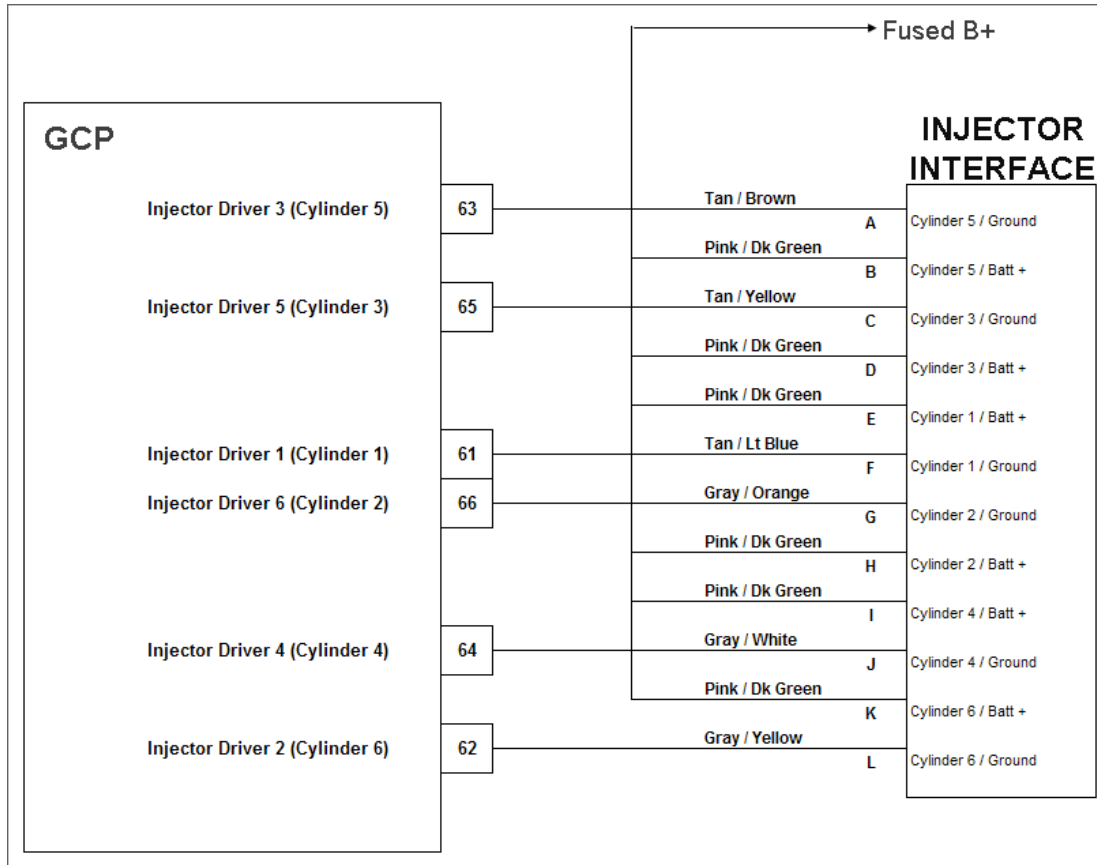 Fused B+
GCP
INJECTOR
INTERFACE
Injector Driver 3 (Cylinder 5)
63
Tan / Brown
A
Cylinder 5 / Ground
Pink / Dk Green
B
Cylinder 5 / Batt +
Injector Driver 5 (Cylinder 3)
65
Tan / Yellow
C
Cylinder 3 / Ground
Pink / Dk Green
D
Cylinder 3 / Batt +
Pink / Dk Green
E
Cylinder 1 / Batt +
Injector Driver 1 (Cylinder 1)
61
Tan / Lt Blue
F
Cylinder 1 / Ground
Injector Driver 6 (Cylinder 2)
66
Gray / Orange
G
Cylinder 2 / Ground
Pink / Dk Green
H
Cylinder 2 / Batt +
Pink / Dk Green
I
Cylinder 4 / Batt +
Injector Driver 4 (Cylinder 4)
64
Gray / White
J
Cylinder 4 / Ground
Pink / Dk Green
K
Cylinder 6 / Batt +
Injector Driver 2 (Cylinder 6)
62
Gray / Yellow
L
Cylinder 6 / Ground